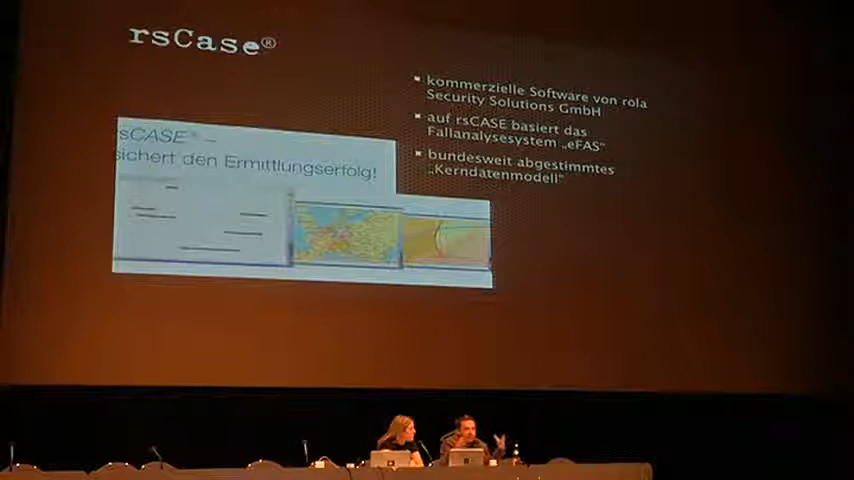 rsCase®
▪ kommerzielle Software von rola
Security Solutions GmbH
▪ auf rsCASE basiert das
Fallanalysesystem „eFAS“
▪ bundesweit abgestimmtes
„Kerndatenmodell“
sCASE® –
sichert den Ermittlungserfolg!